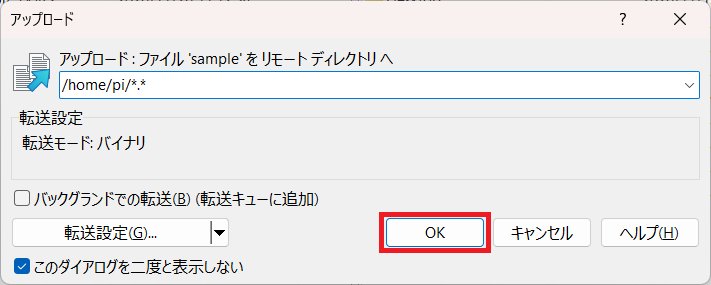 アップロード
アップロード : ファイル 'sample' を リモート ディレクトリ へ
/home/pi/*.*
転送設定
転送モード: バイナリ
バックグランドでの転送(B) (転送キューに追加)
転送設定(G)...
OK
キャンセル
ヘルプ(H)
このダイアログを二度と表示しない